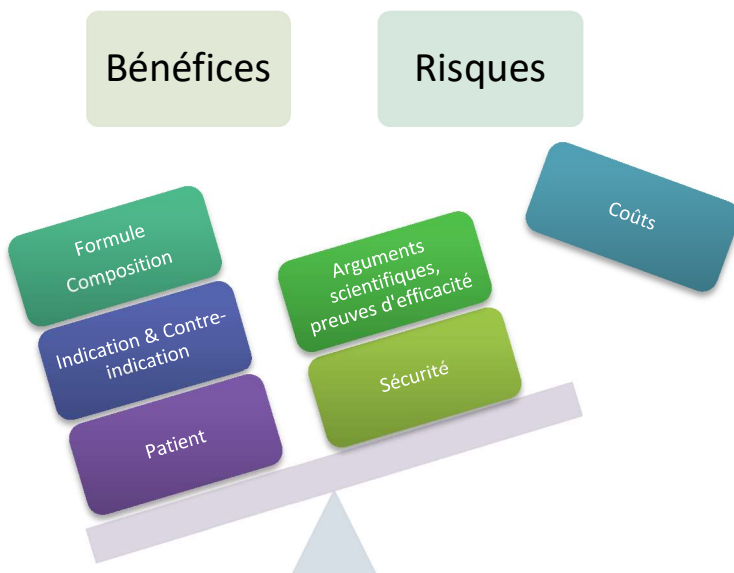 Bénéfices
Risques
Formule
Composition
Indication & Contre-
indication
Patient
Arguments
scientifiques,
preuves d'efficacité
Sécurité
Coûts